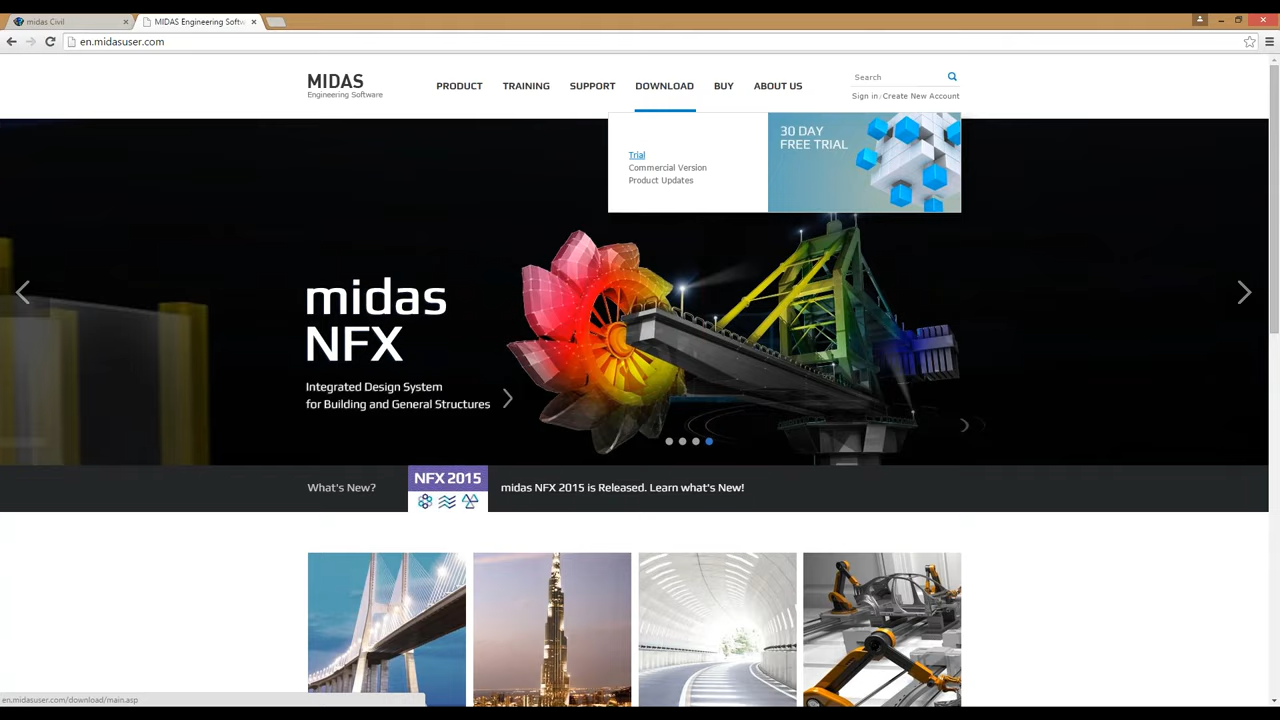 midas Civil
MIDAS Engineering Softw
en.midasuser.com
MIDAS
Engineering Software
PRODUCT
TRAINING
SUPPORT
DOWNLOAD
BUY
ABOUT US
Search
Sign in / Create New Account
Trial
Commercial Version
Product Updates
30 DAY
FREE TRIAL
midas
NFX
Integrated Design System
for Building and General Structures
What's New?
NFX 2015
midas NFX 2015 is Released. Learn what's New!
en.midasuser.com/download/main.asp